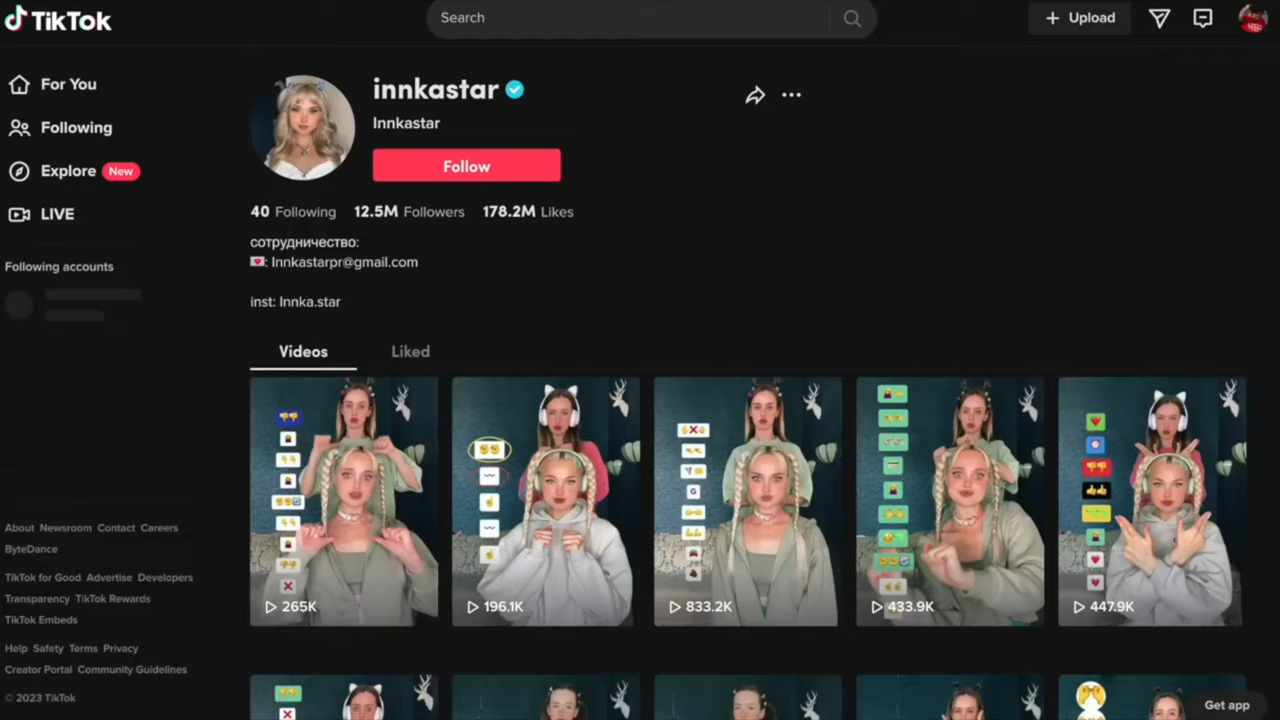 TikTok
Search
Upload
For You
Following
Explore New
LIVE
Following accounts
About Newsroom Contact Careers
ByteDance
TikTok for Good Advertise Developers
Transparency TikTok Rewards
TikTok Embeds
Help Safety Terms Privacy
Creator Portal Community Guidelines
© 2023 TikTok
innkastar
Innkastar
Follow
40 Following 12.5M Followers 178.2M Likes
сотрудничество:
: Innkastarpr@gmail.com
inst: Innka.star
Videos Liked
265K
196.1K
G
833.2K
433.9K
447.9K
Get app